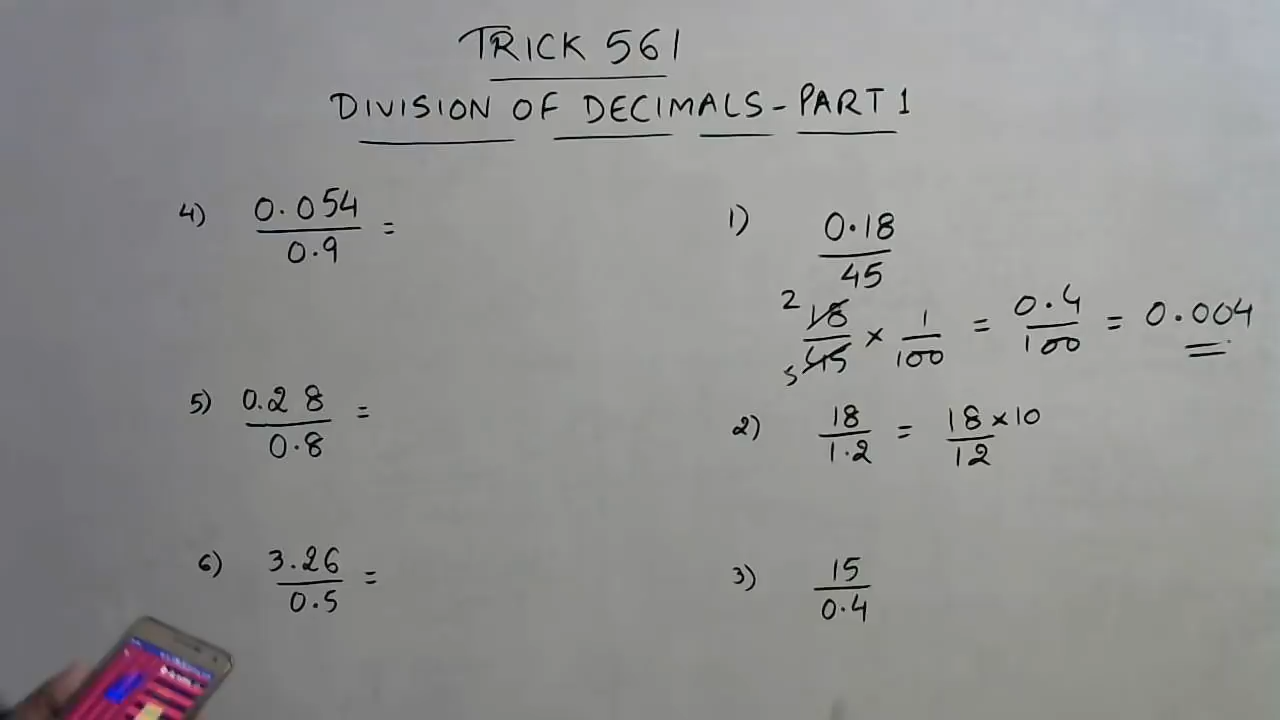 TRICK 561
DIVISION OF DECIMALS - PART 1
4) 0.054/0.9 =
5) 0.28/0.8 =
6) 3.26/0.5 =
1) 0.18/45
2 18/5 45 × 1/100 = 0.4/100 = 0.004
2) 18/1.2 = 18×10/12
3) 15/0.4